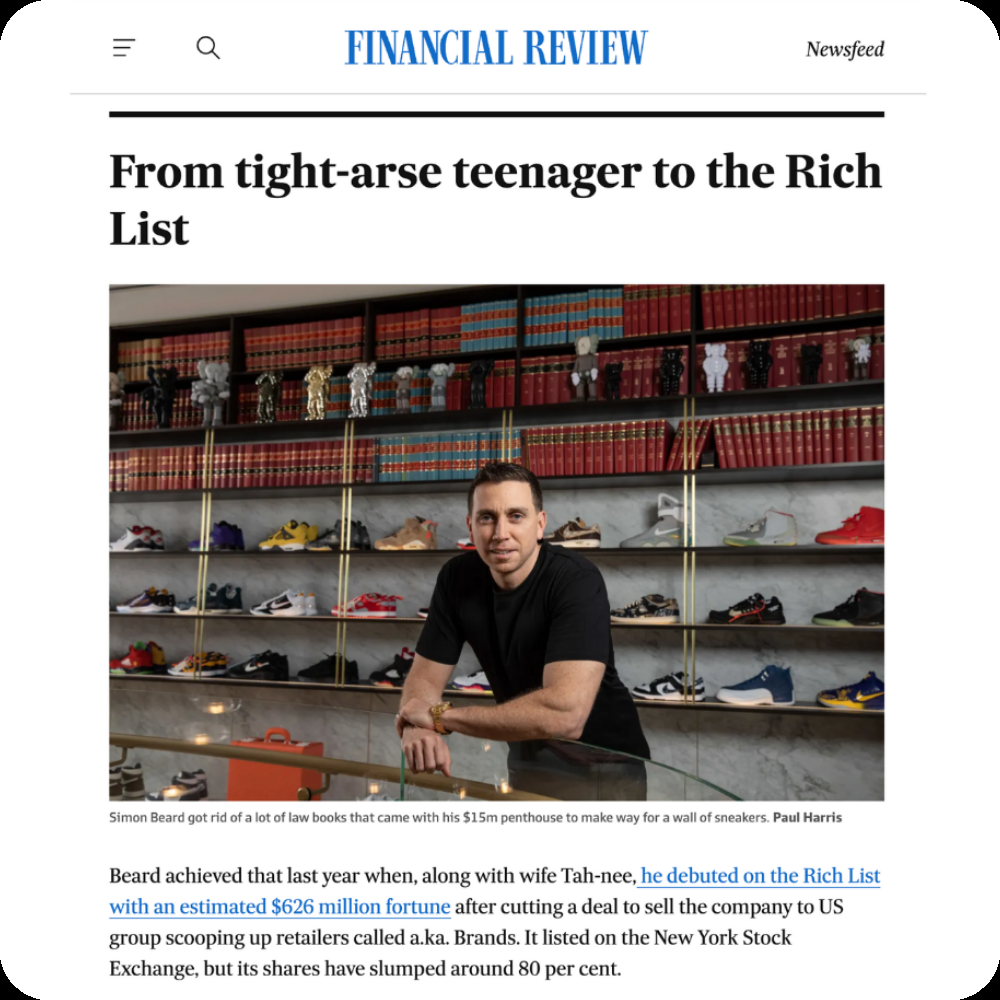 FINANCIAL REVIEW
Newsfeed
From tight-arse teenager to the Rich
List
Simon Beard got rid of a lot of law books that came with his $15m penthouse to make way for a wall of sneakers. Paul Harris
Beard achieved that last year when, along with wife Tah-nee, he debuted on the Rich List
with an estimated $626 million fortune after cutting a deal to sell the company to US
group scooping up retailers called a.ka. Brands. It listed on the New York Stock
Exchange, but its shares have slumped around 80 per cent.